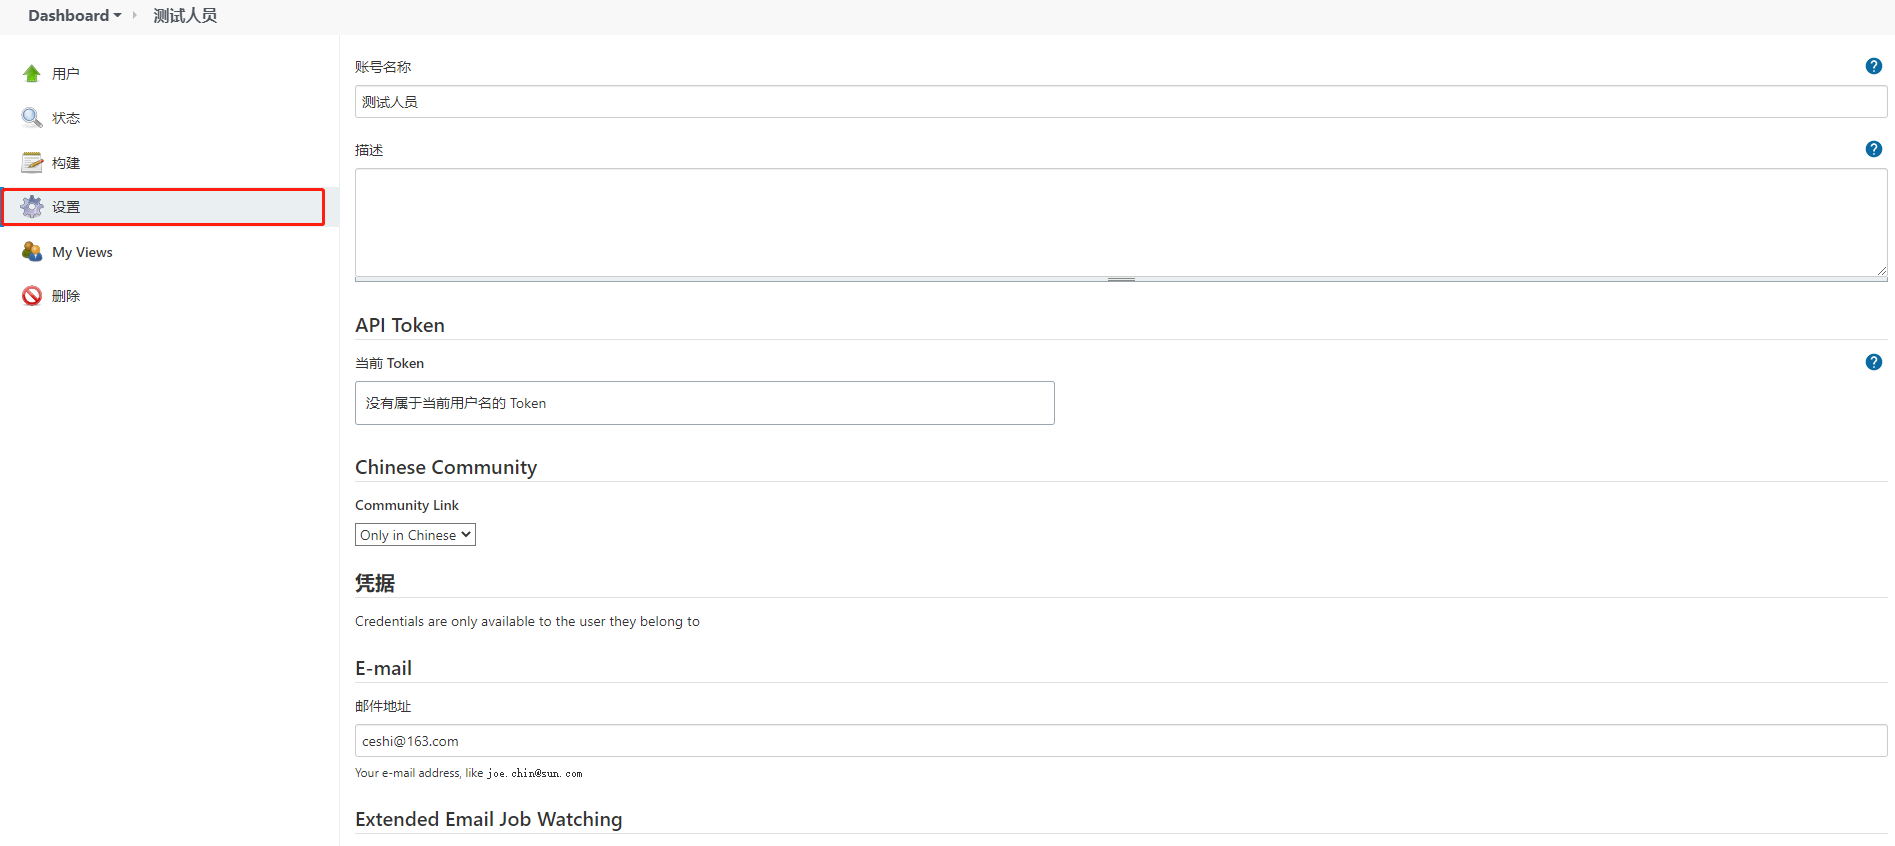 Dashboard 测试人员
用户
状态
构建
设置
My Views
删除
账号名称
测试人员
描述
API Token
当前 Token
没有属于当前用户名的 Token
Chinese Community
Community Link
Only in Chinese
凭据
Credentials are only available to the user they belong to
E-mail
邮件地址
ceshi@163.com
Your e-mail address, like joe.chin@sun.com
Extended Email Job Watching